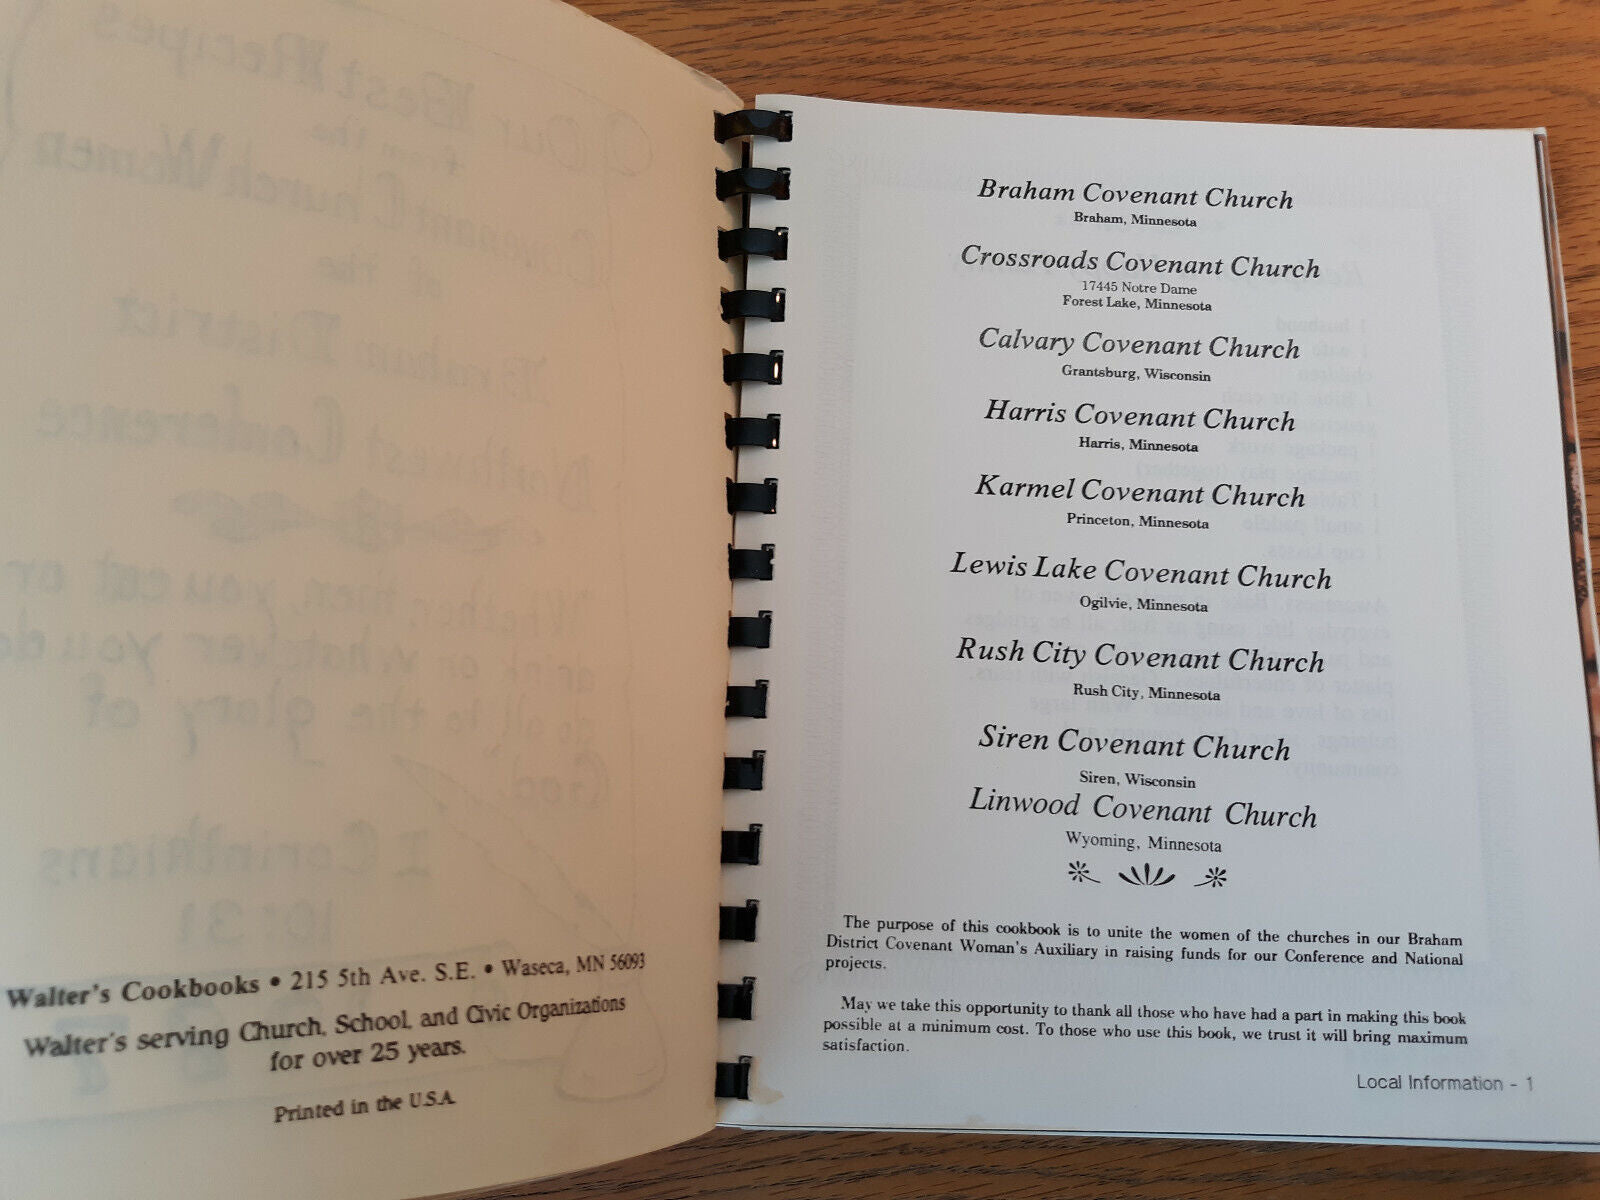 Walter's Cookbooks • 215 5th Ave. S.E. • Waseca, MN 56093
Walter's serving Church, School, and Civic Organizations
for over 25 years.
Printed in the U.S.A.
Braham Covenant Church
Braham, Minnesota
Crossroads Covenant Church
17445 Notre Dame
Forest Lake, Minnesota
Calvary Covenant Church
Grantsburg, Wisconsin
Harris Covenant Church
Harris, Minnesota
Karmel Covenant Church
Princeton, Minnesota
Lewis Lake Covenant Church
Ogilvie, Minnesota
Rush City Covenant Church
Rush City, Minnesota
Siren Covenant Church
Siren, Wisconsin
Linwood Covenant Church
Wyoming, Minnesota
The purpose of this cookbook is to unite the women of the churches in our Braham
District Covenant Woman's Auxiliary in raising funds for our Conference and National
projects.
May we take this opportunity to thank all those who have had a part in making this book
possible at a minimum cost. To those who use this book, we trust it will bring maximum
satisfaction.
Local Information - 1